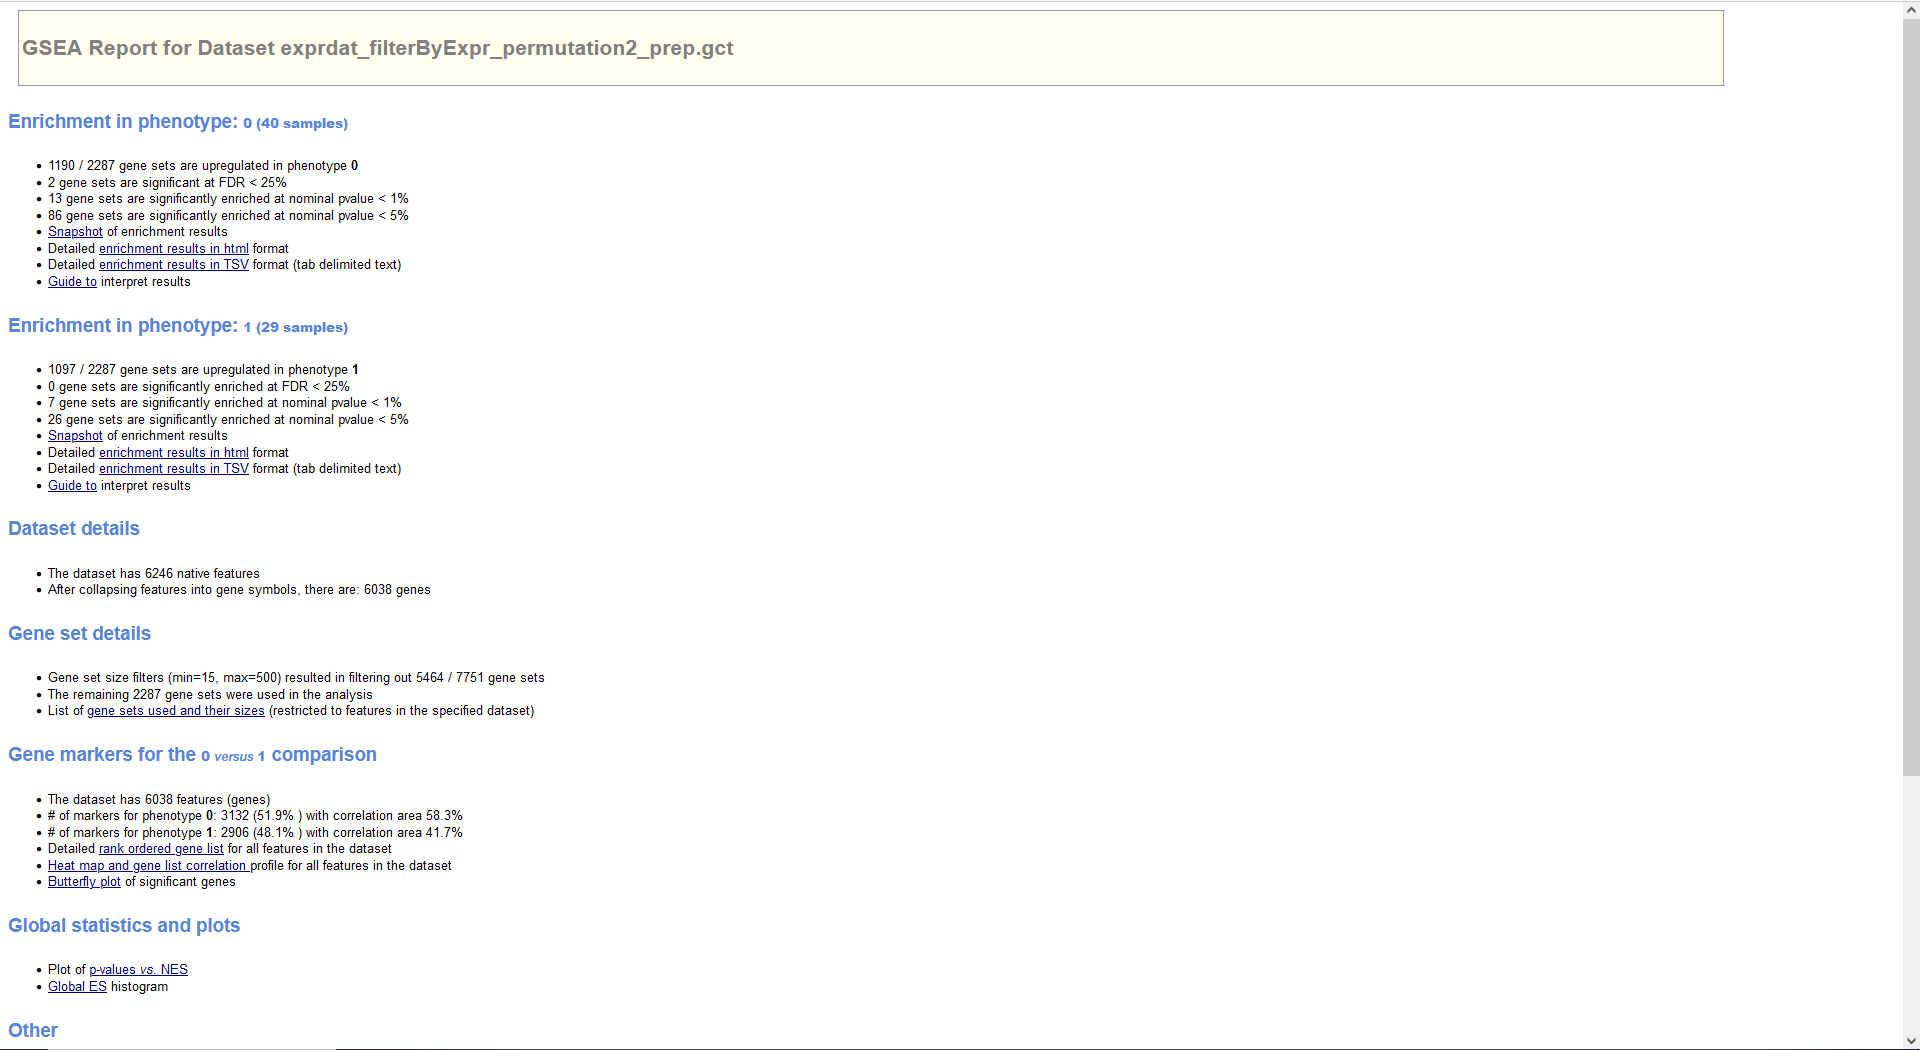 GSEA Report for Dataset exprdat_filterByExpr_permutation2_prep.gct
Enrichment in phenotype: 0 (40 samples)
• 1190 / 2287 gene sets are upregulated in phenotype 0
• 2 gene sets are significant at FDR < 25%
• 13 gene sets are significantly enriched at nominal pvalue < 1%
• 86 gene sets are significantly enriched at nominal pvalue < 5%
• Snapshot of enrichment results
• Detailed enrichment results in html format
• Detailed enrichment results in TSV format (tab delimited text)
• Guide to interpret results
Enrichment in phenotype: 1 (29 samples)
• 1097 / 2287 gene sets are upregulated in phenotype 1
• 0 gene sets are significantly enriched at FDR < 25%
• 7 gene sets are significantly enriched at nominal pvalue < 1%
• 26 gene sets are significantly enriched at nominal pvalue < 5%
• Snapshot of enrichment results
• Detailed enrichment results in html format
• Detailed enrichment results in TSV format (tab delimited text)
• Guide to interpret results
Dataset details
• The dataset has 6246 native features
• After collapsing features into gene symbols, there are: 6038 genes
Gene set details
• Gene set size filters (min=15, max=500) resulted in filtering out 5464 / 7751 gene sets
• The remaining 2287 gene sets were used in the analysis
• List of gene sets used and their sizes (restricted to features in the specified dataset)
Gene markers for the 0 versus 1 comparison
• The dataset has 6038 features (genes)
• # of markers for phenotype 0: 3132 (51.9% ) with correlation area 58.3%
• # of markers for phenotype 1: 2906 (48.1% ) with correlation area 41.7%
• Detailed rank ordered gene list for all features in the dataset
• Heat map and gene list correlation profile for all features in the dataset
• Butterfly plot of significant genes
Global statistics and plots
• Plot of p-values vs. NES
• Global ES histogram
Other